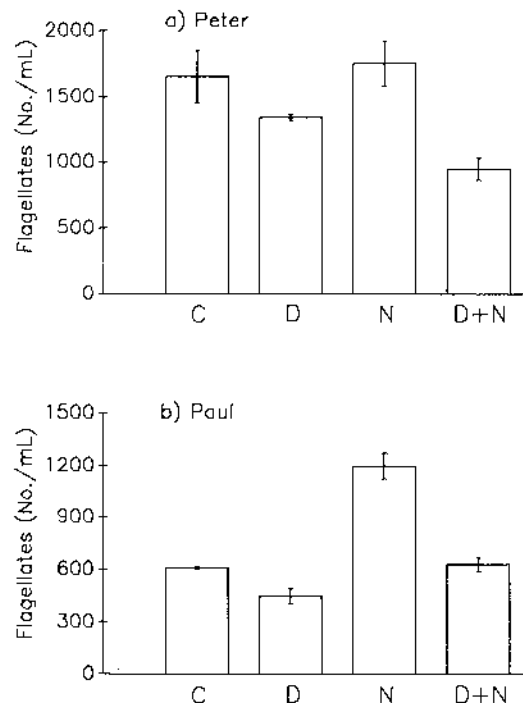 a) Peter
Flagellates (No./mL)
2000
1500
1000
500
0
C D N D+N
b) Paul
Flagellates (No./mL)
1500
1200
900
600
300
0
C D N D+N